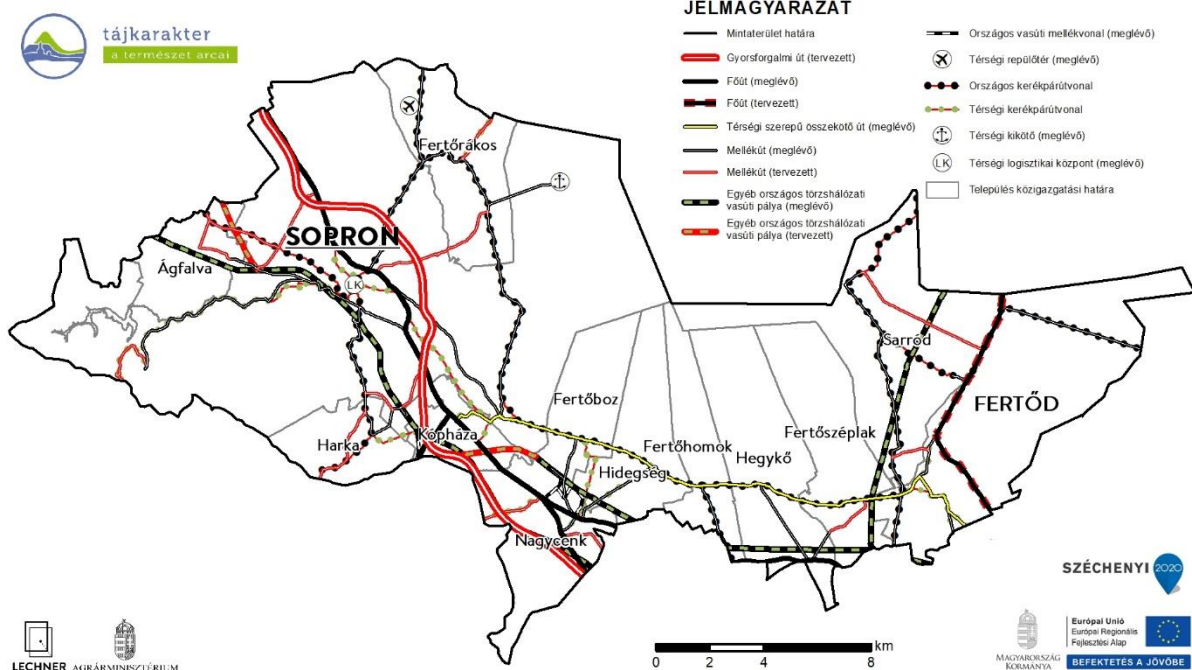 tájkarakter
a természet arcai
JELMAGYARÁZAT
Mintaterület határa
Gyorsforgalmi út (tervezett)
Főút (meglévő)
Főút (tervezett)
Térségi szerepű összekötő út (meglévő)
Mellékút (meglévő)
Mellékút (tervezett)
Egyéb országos törzshálózati
vasúti pálya (meglévő)
Egyéb országos törzshálózati
vasúti pálya (tervezett)
Országos vasúti mellékvonal (meglévő)
Térségi repülőtér (meglévő)
Országos kerékpárútvonal
Térségi kerékpárútvonal
Térségi kikötő (meglévő)
LK
Térségi logisztikai központ (meglévő)
Település közigazgatási határa
Fertőrákos
SOPRON
Ágfalva
LK
Sarród
FERTŐD
Fertőboz
Harka
Kópháza
Fertőhomok
Fertőszéplak
Hegykő
Hidegség
Nagycenk
km
0 2 4 8
SZÉCHENYI 2020
LECHNER
AGRÁRMINISZTÉRIUM
MAGYARORSZÁG
KORMÁNYA
Európai Unió
Európai Regionális
Fejlesztési Alap
BEFEKTETÉS A JÖVŐBE